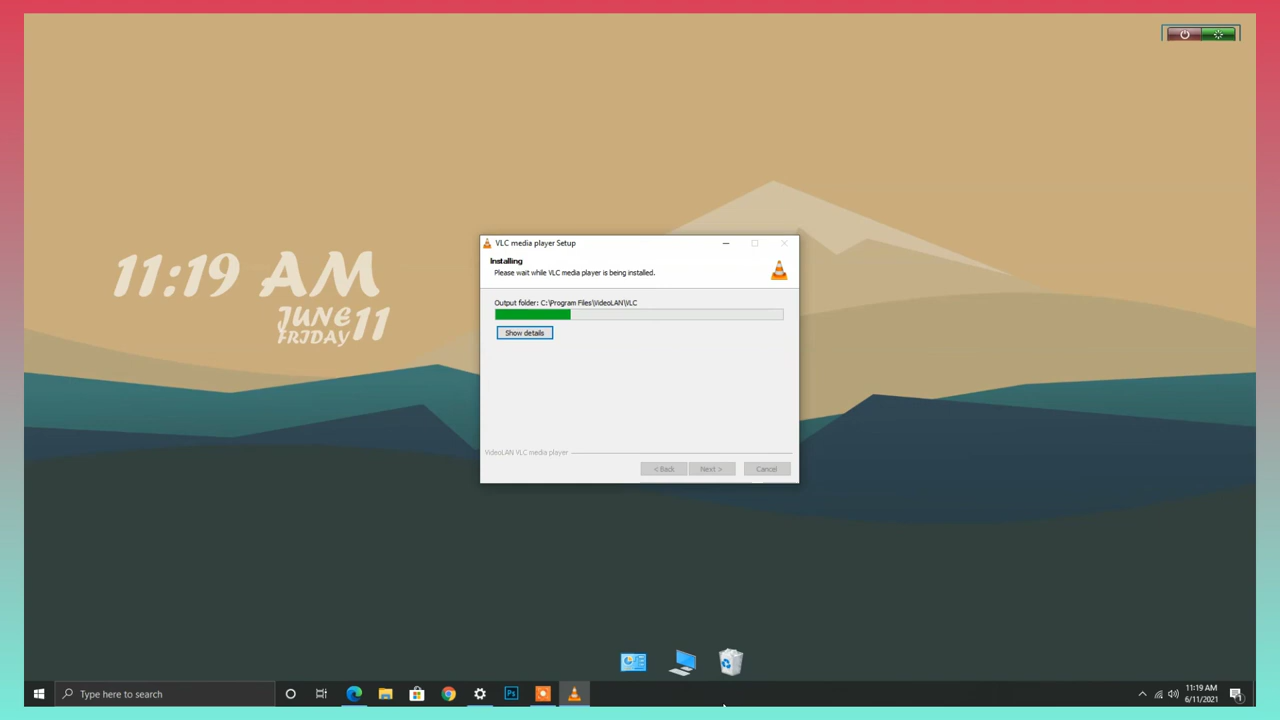 11:19 AM
JUNE 11
FRIDAY
VLC media player Setup
Installing
Please wait while VLC media player is being installed.
Output folder: C:\Program Files\VideoLAN\VLC
Show details
VideoLAN VLC media player
< Back
Next >
Cancel
Type here to search
Ps
11:19 AM
6/11/2021
1